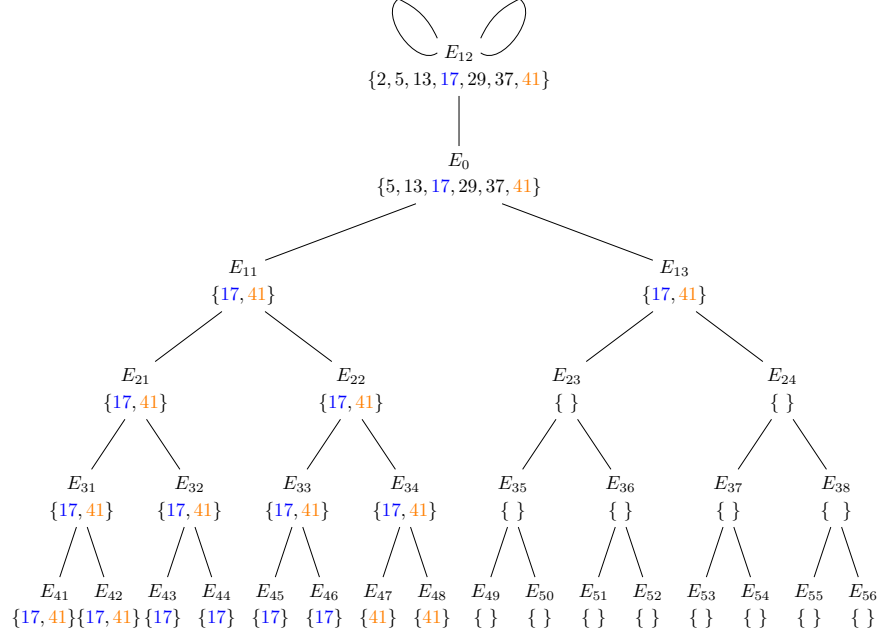 E₁₂
{2, 5, 13, 17, 29, 37, 41}
E₀
{5, 13, 17, 29, 37, 41}
E₁₁ E₁₃
{17, 41} {17, 41}
E₂₁ E₂₂ E₂₃ E₂₄
{17, 41} {17, 41} { } { }
E₃₁ E₃₂ E₃₃ E₃₄ E₃₅ E₃₆ E₃₇ E₃₈
{17, 41} {17, 41} {17, 41} {17, 41} { } { } { } { }
E₄₁ E₄₂ E₄₃ E₄₄ E₄₅ E₄₆ E₄₇ E₄₈ E₄₉ E₅₀ E₅₁ E₅₂ E₅₃ E₅₄ E₅₅ E₅₆
{17, 41} {17, 41} {17} {17} {17} {17} {41} {41} { } { } { } { } { } { } { } { }